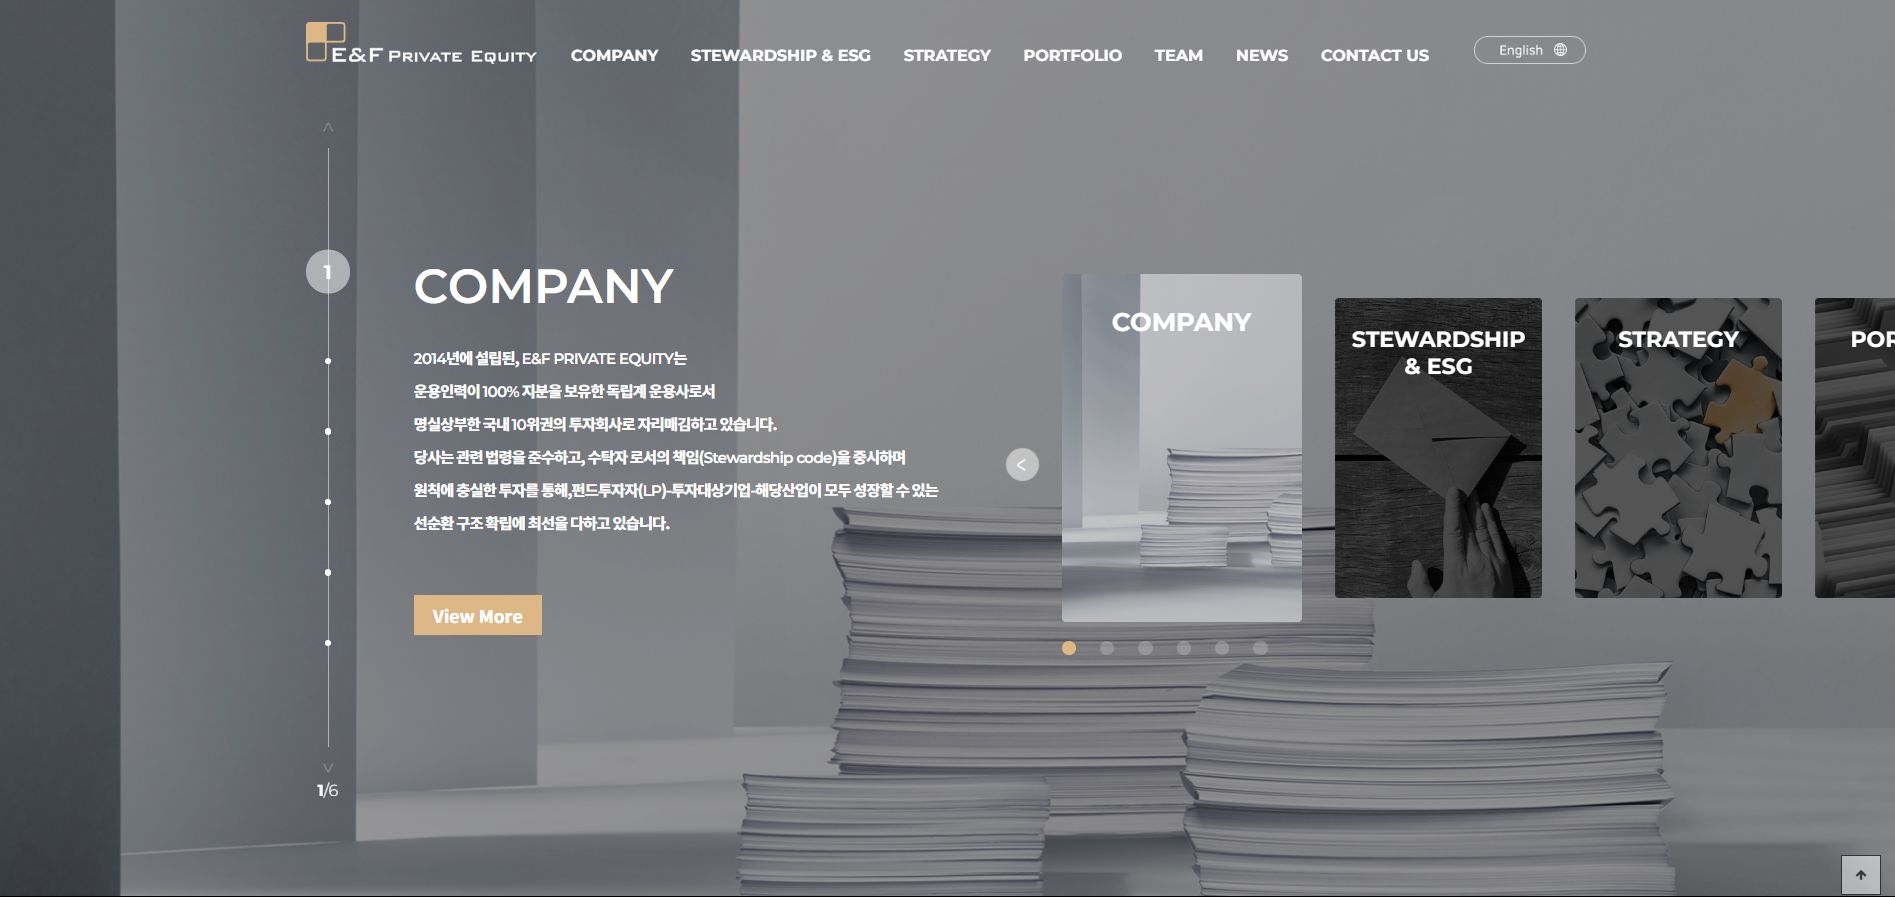 E&F PRIVATE EQUITY
COMPANY
STEWARDSHIP & ESG
STRATEGY
PORTFOLIO
TEAM
NEWS
CONTACT US
English
1
COMPANY
2014년에 설립된, E&F PRIVATE EQUITY는
운용인력이 100% 지분을 보유한 독립계 운용사로서
명실상부한 국내 10위권의 투자회사로 자리매김하고 있습니다.
당사는 관련 법령을 준수하고, 수탁자 로서의 책임(Stewardship code)을 중시하며
원칙에 충실한 투자를 통해,펀드투자자(LP)-투자대상기업-해당산업이 모두 성장할 수 있는
선순환 구조 확립에 최선을 다하고 있습니다.
View More
COMPANY
STEWARDSHIP
& ESG
STRATEGY
POR
1/6